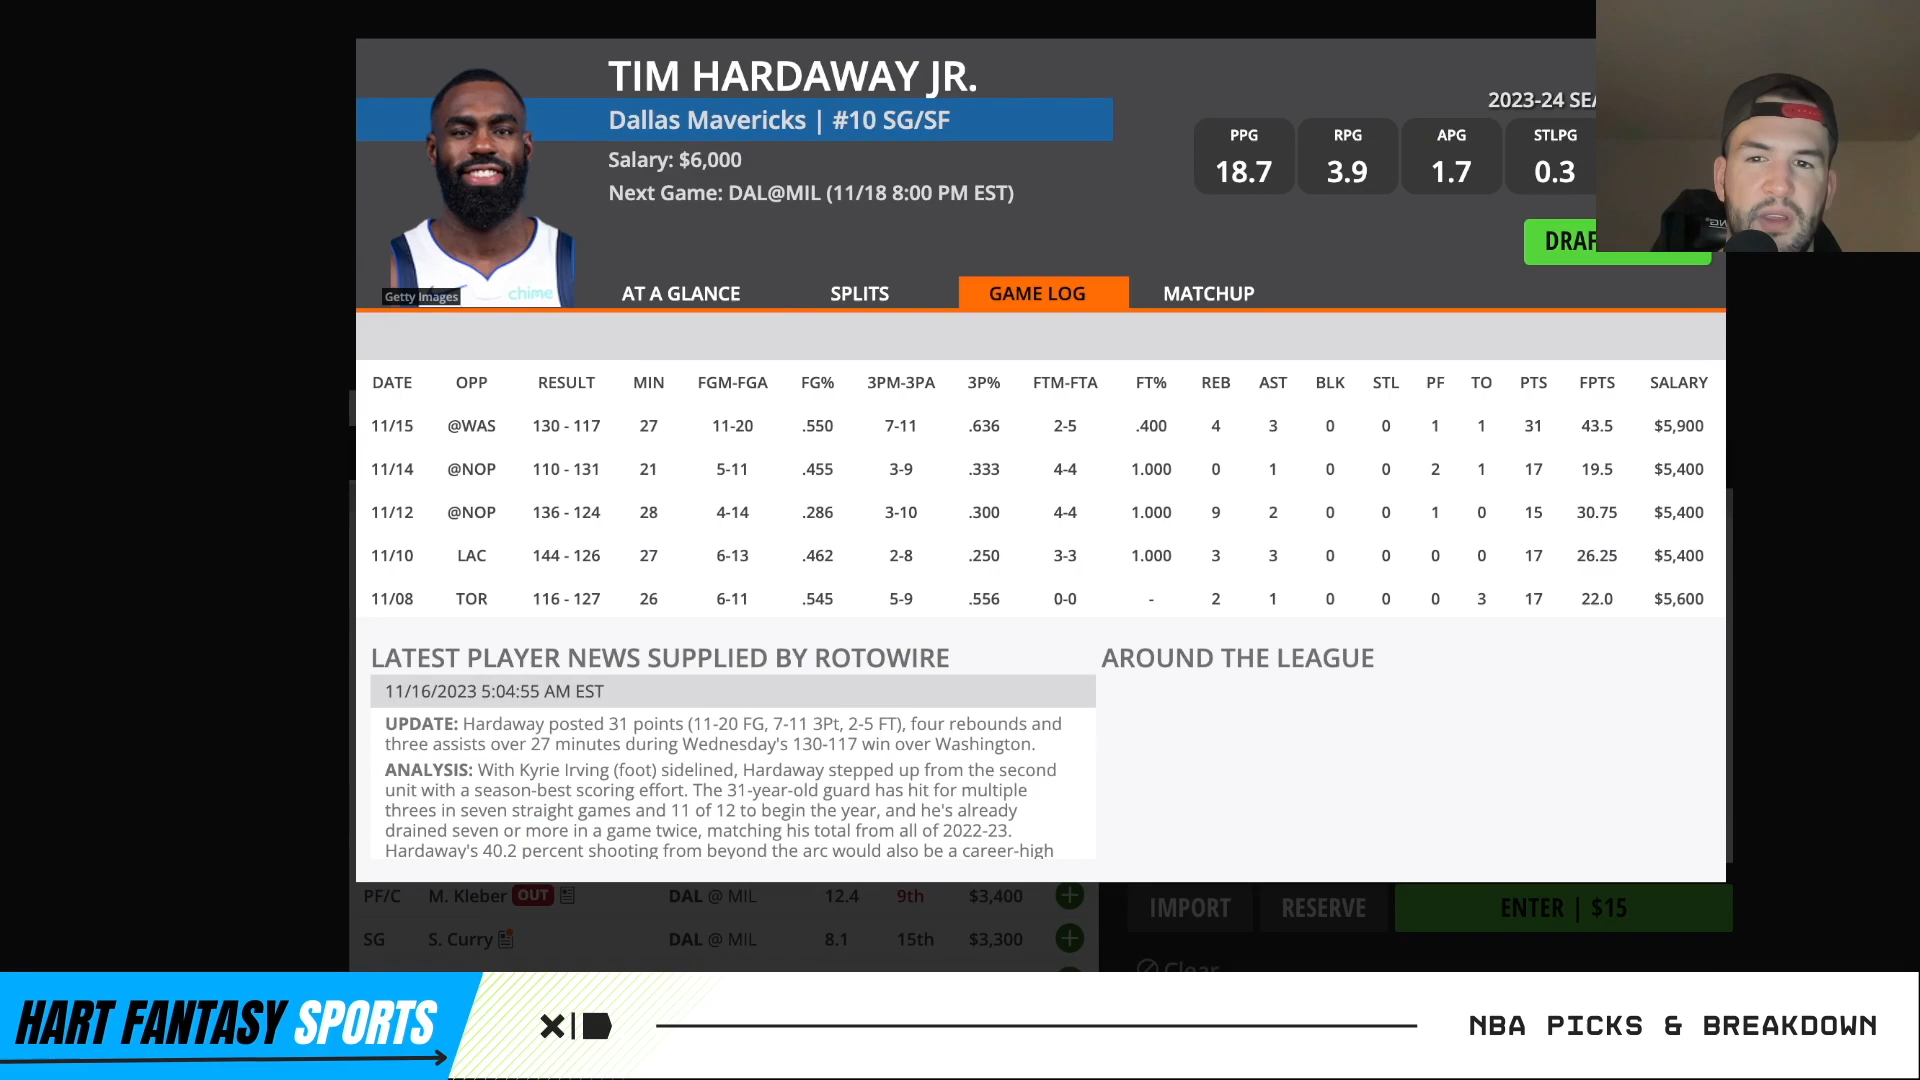 TIM HARDAWAY JR.
Dallas Mavericks | #10 SG/SF
Salary: $6,000
Next Game: DAL@MIL (11/18 8:00 PM EST)
2023-24 SEA
PPG RPG APG STLPG
18.7 3.9 1.7 0.3
DRAF
Getty Images
chime
AT A GLANCE SPLITS GAME LOG MATCHUP
DATE OPP RESULT MIN FGM-FGA FG% 3PM-3PA 3P% FTM-FTA FT% REB AST BLK STL PF TO PTS FPTS SALARY
11/15 @WAS 130 - 117 27 11-20 .550 7-11 .636 2-5 .400 4 3 0 0 1 1 31 43.5 $5,900
11/14 @NOP 110 - 131 21 5-11 .455 3-9 .333 4-4 1.000 0 1 0 0 2 1 17 19.5 $5,400
11/12 @NOP 136 - 124 28 4-14 .286 3-10 .300 4-4 1.000 9 2 0 0 1 0 15 30.75 $5,400
11/10 LAC 144 - 126 27 6-13 .462 2-8 .250 3-3 1.000 3 3 0 0 0 0 17 26.25 $5,400
11/08 TOR 116 - 127 26 6-11 .545 5-9 .556 0-0 - 2 1 0 0 0 3 17 22.0 $5,600
LATEST PLAYER NEWS SUPPLIED BY ROTOWIRE
AROUND THE LEAGUE
11/16/2023 5:04:55 AM EST
UPDATE: Hardaway posted 31 points (11-20 FG, 7-11 3Pt, 2-5 FT), four rebounds and
three assists over 27 minutes during Wednesday's 130-117 win over Washington.
ANALYSIS: With Kyrie Irving (foot) sidelined, Hardaway stepped up from the second
unit with a season-best scoring effort. The 31-year-old guard has hit for multiple
threes in seven straight games and 11 of 12 to begin the year, and he's already
drained seven or more in a game twice, matching his total from all of 2022-23.
Hardaway's 40.2 percent shooting from beyond the arc would also be a career-high
PF/C M. Kleber OUT DAL @ MIL 12.4 9th $3,400
SG S. Curry DAL @ MIL 8.1 15th $3,300
IMPORT RESERVE ENTER | $15
Clear
HART FANTASY SPORTS
NBA PICKS & BREAKDOWN